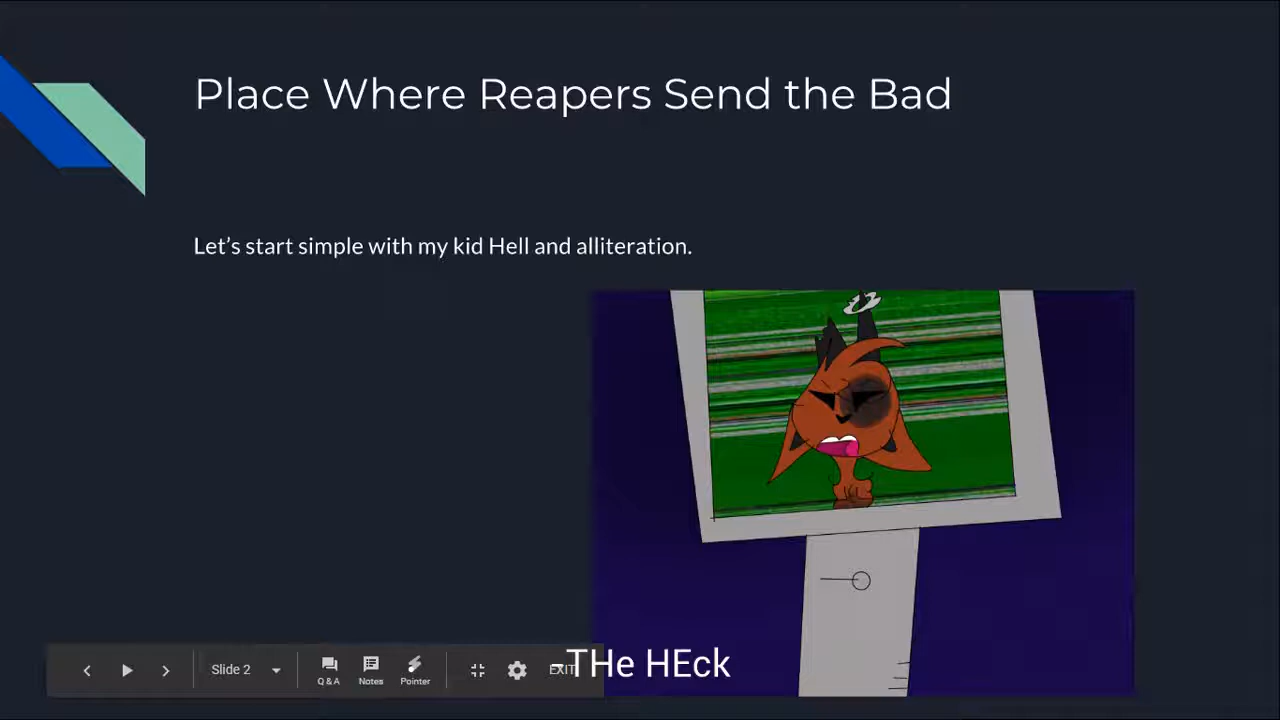 Place Where Reapers Send the Bad
Let's start simple with my kid Hell and alliteration.
Slide 2
Q & A
Notes
Pointer
EXIT
-THe HEck